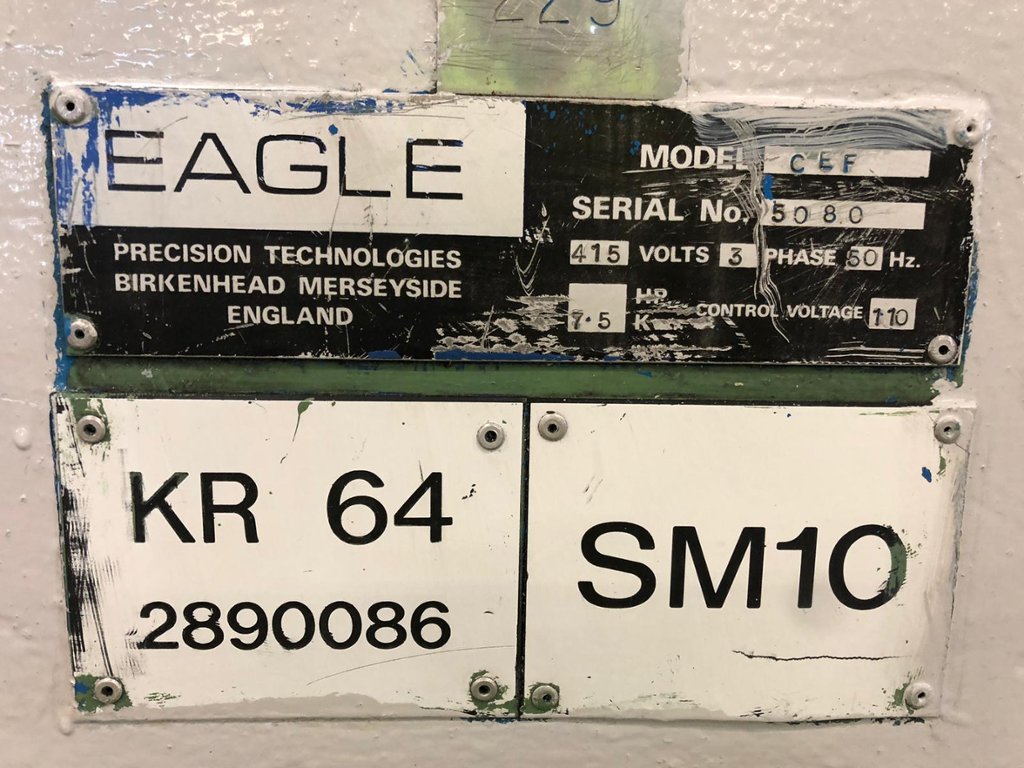 229
EAGLE
PRECISION TECHNOLOGIES
BIRKENHEAD MERSEYSIDE
ENGLAND
MODEL CEF
SERIAL No. 5080
415 VOLTS 3 PHASE 50 Hz.
HP
7.5 K
CONTROL VOLTAGE 110
KR 64
2890086
SM10